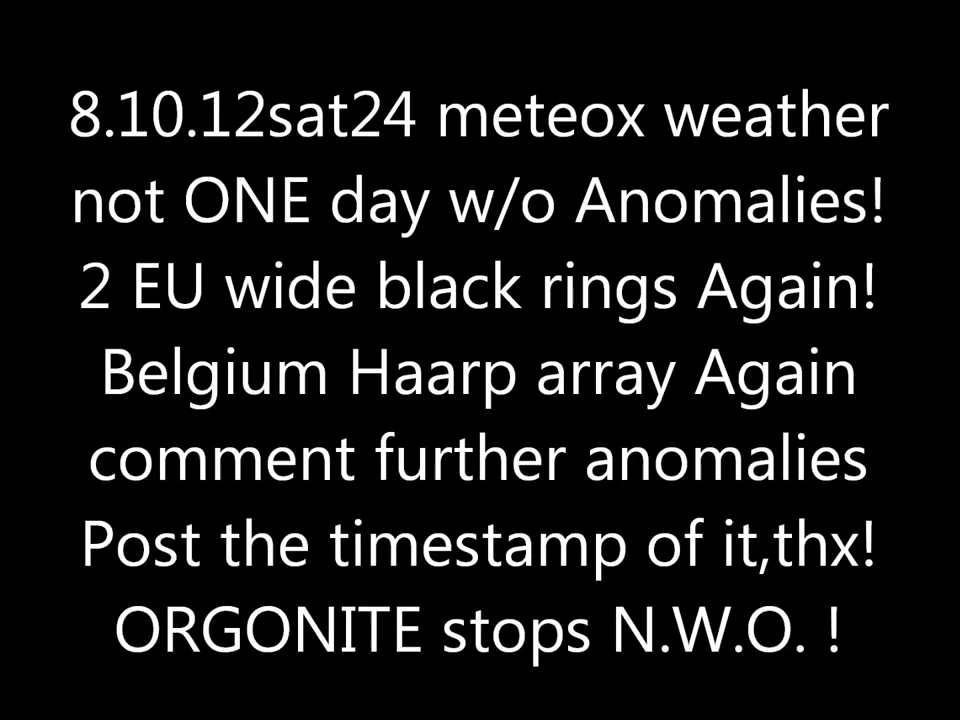 8.10.12sat24 meteox weather
not ONE day w/o Anomalies!
2 EU wide black rings Again!
Belgium Haarp array Again
comment further anomalies
Post the timestamp of it,thx!
ORGONITE stops N.W.O. !